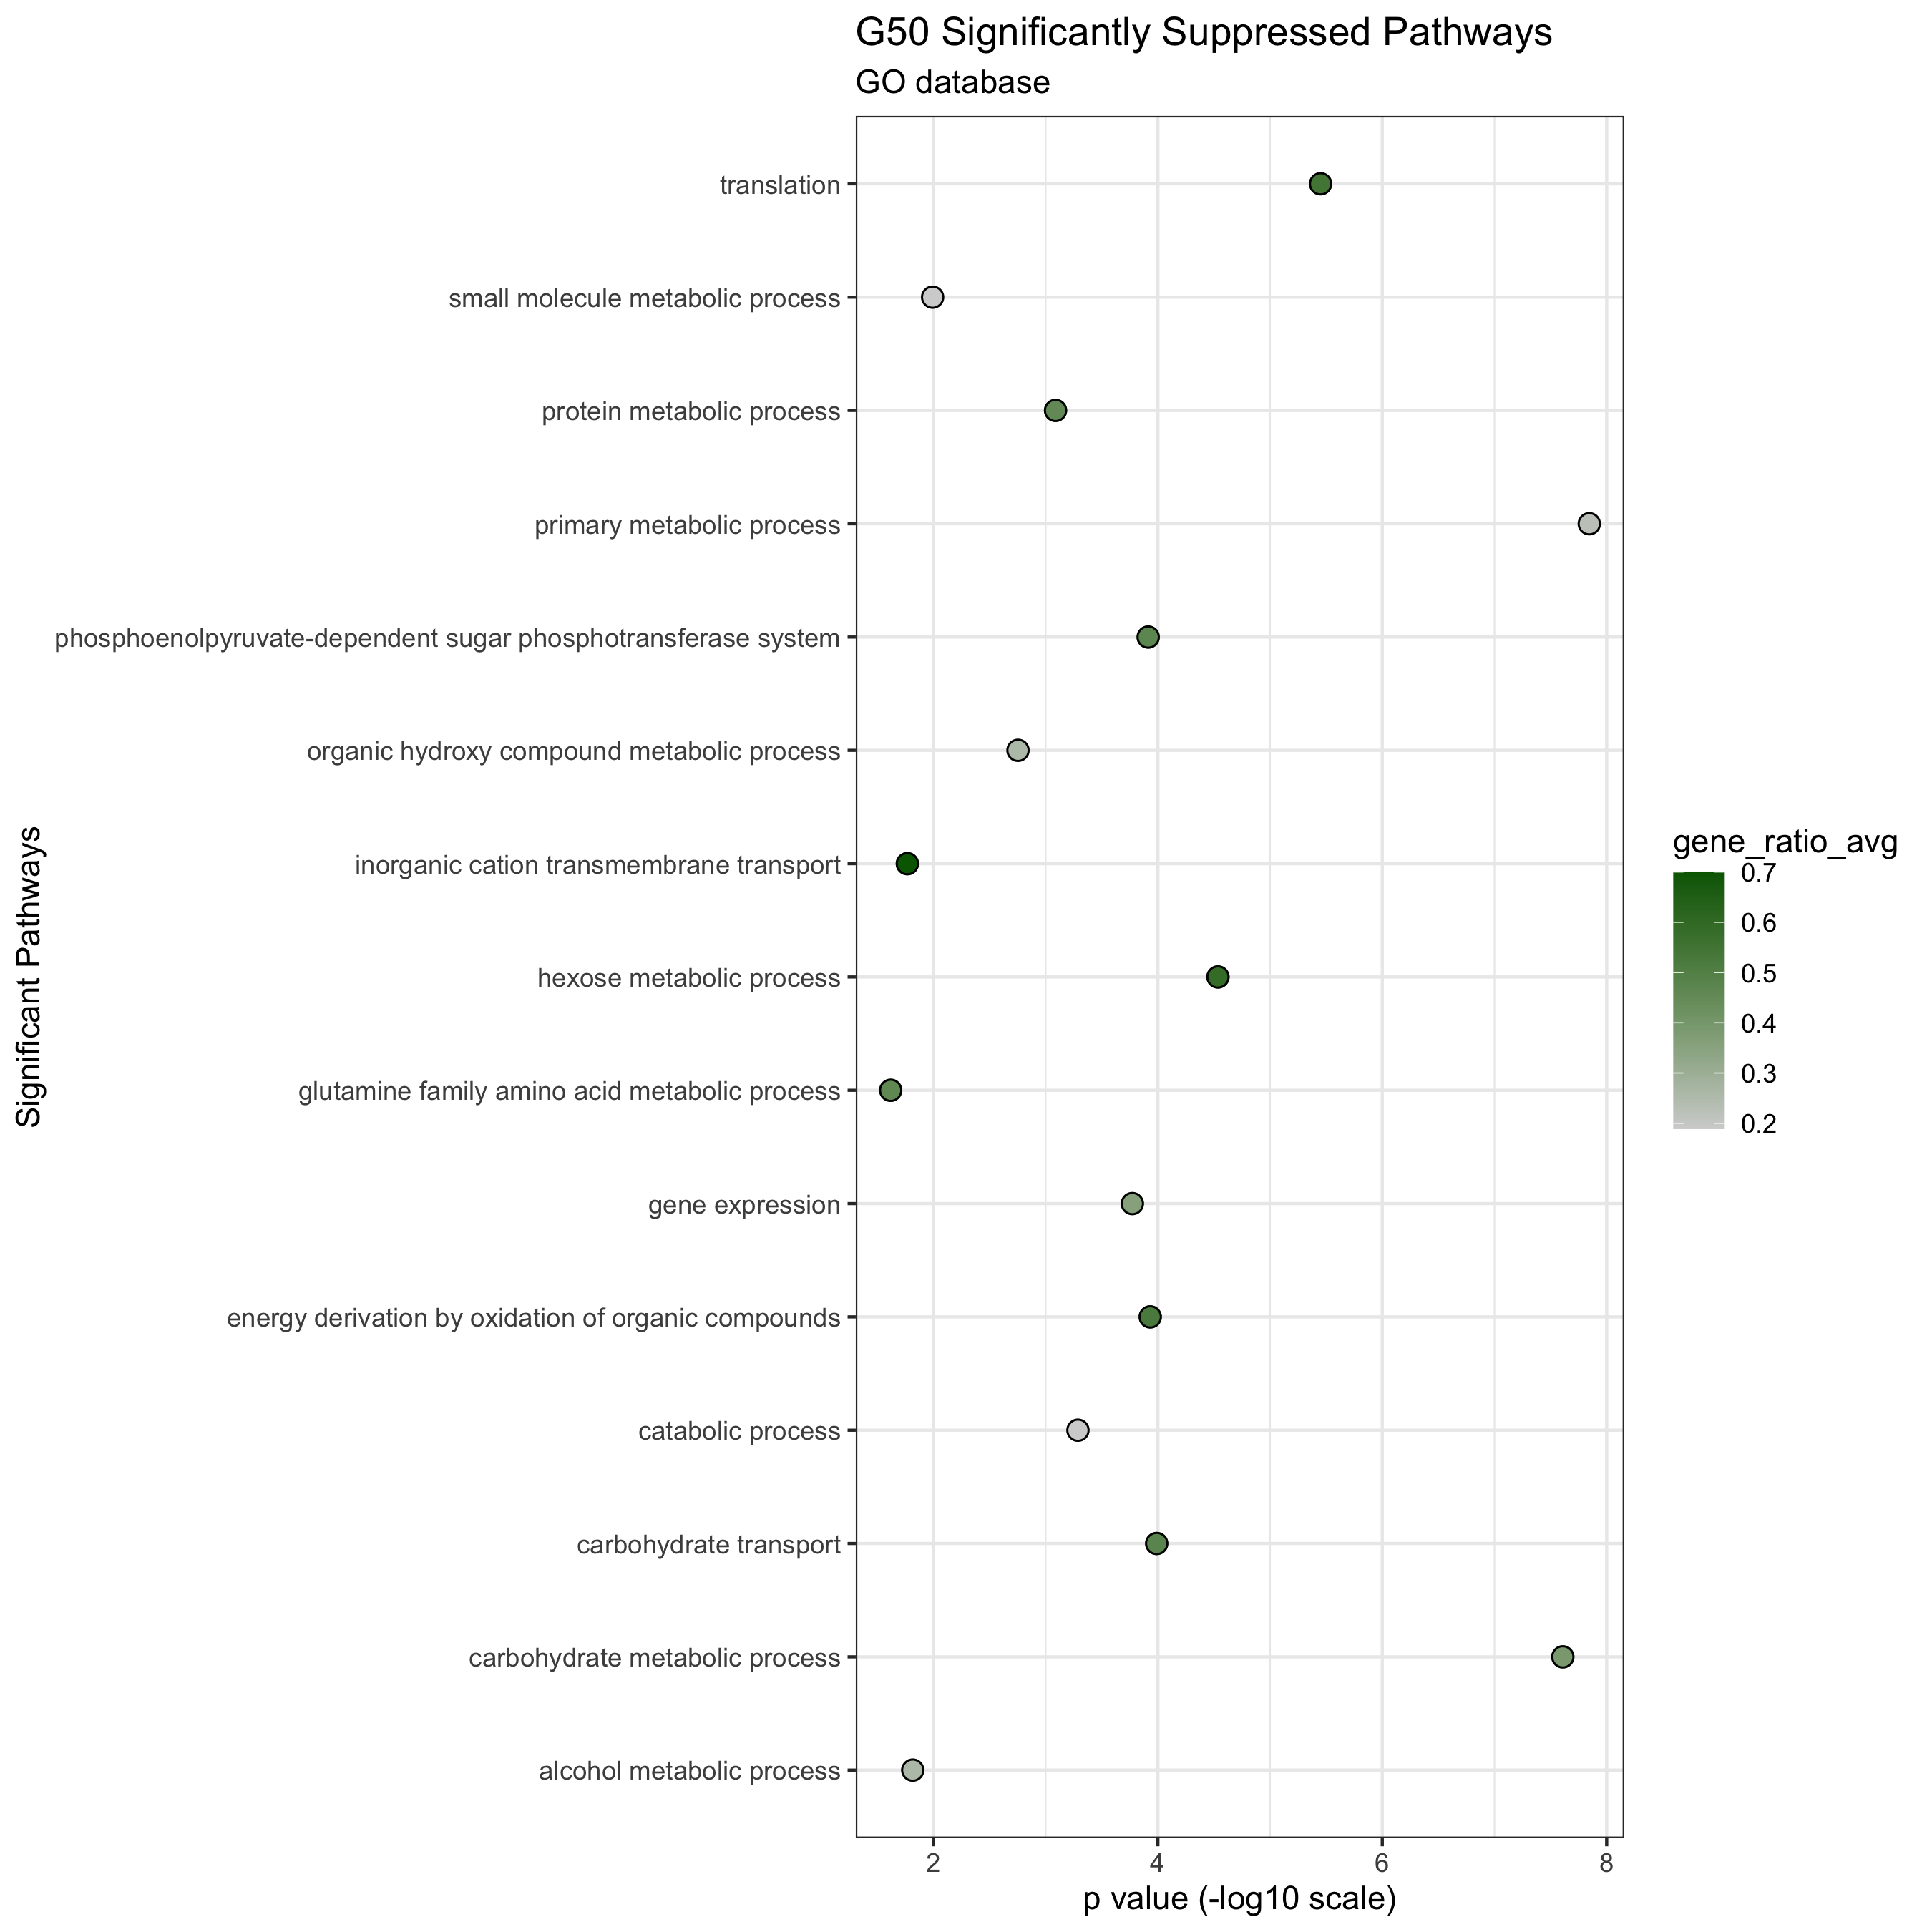 G50 Significantly Suppressed Pathways
GO database
Significant Pathways
translation
small molecule metabolic process
protein metabolic process
primary metabolic process
phosphoenolpyruvate-dependent sugar phosphotransferase system
organic hydroxy compound metabolic process
inorganic cation transmembrane transport
hexose metabolic process
glutamine family amino acid metabolic process
gene expression
energy derivation by oxidation of organic compounds
catabolic process
carbohydrate transport
carbohydrate metabolic process
alcohol metabolic process
2 4 6 8
p value (-log10 scale)
gene_ratio_avg
0.7
0.6
0.5
0.4
0.3
0.2